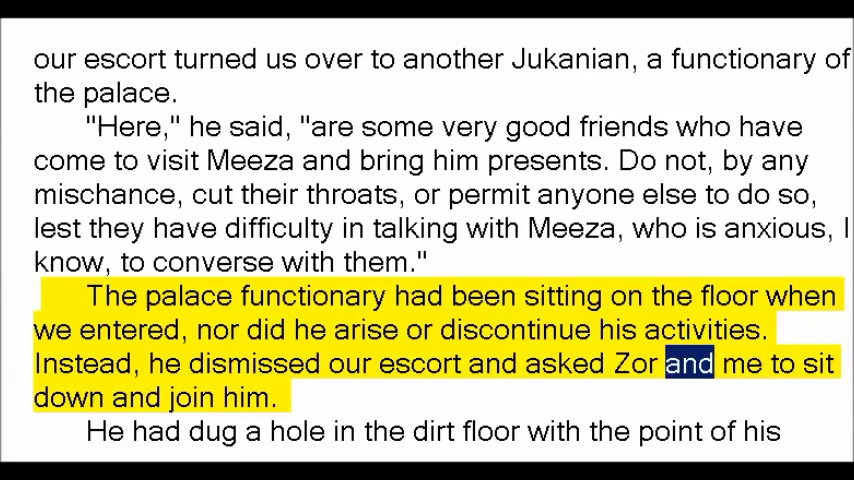 our escort turned us over to another Jukanian, a functionary of
the palace.
"Here," he said, "are some very good friends who have
come to visit Meeza and bring him presents. Do not, by any
mischance, cut their throats, or permit anyone else to do so,
lest they have difficulty in talking with Meeza, who is anxious, I
know, to converse with them."
The palace functionary had been sitting on the floor when
we entered, nor did he arise or discontinue his activities.
Instead, he dismissed our escort and asked Zor and me to sit
down and join him.
He had dug a hole in the dirt floor with the point of his